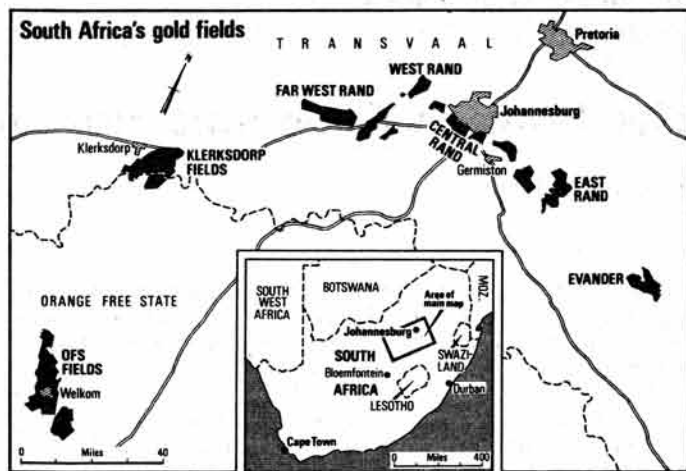 South Africa's gold fields
TRANSVAAL
Pretoria
WEST RAND
FAR WEST RAND
Johannesburg
CENTRAL
RAND
Klerksdorp
KLERKSDORP
FIELDS
Germiston
EAST
RAND
EVANDER
ORANGE FREE STATE
OFS
FIELDS
Welkom
0 Miles 40
SOUTH
WEST
AFRICA
BOTSWANA
MOZ.
Area of
main map
Johannesburg
SWAZI-
LAND
SOUTH
Bloemfontein
AFRICA
LESOTHO
Durban
Cape Town
0 Miles 400